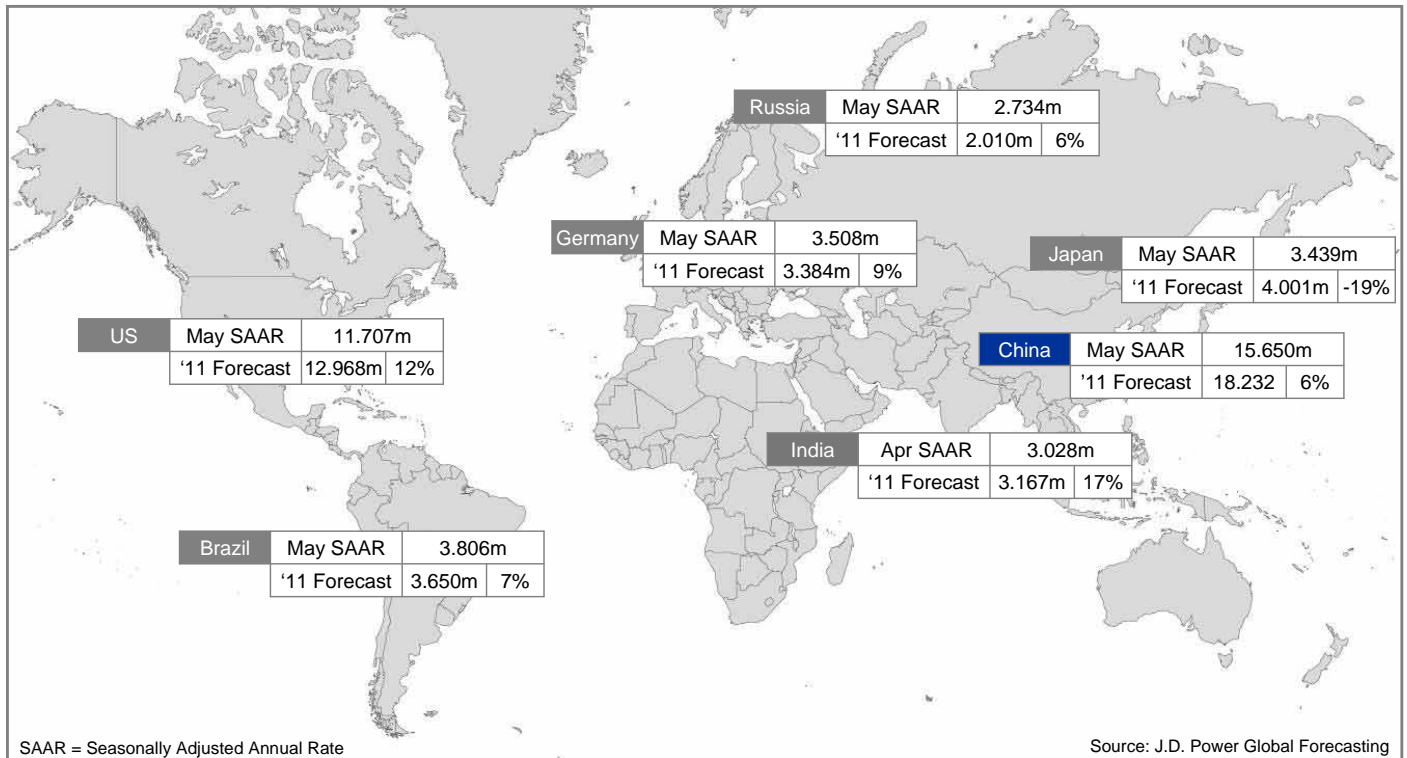 Russia May SAAR 2.734m
‘11 Forecast 2.010m 6%
Germany May SAAR 3.508m
‘11 Forecast 3.384m 9%
Japan May SAAR 3.439m
‘11 Forecast 4.001m -19%
US May SAAR 11.707m
‘11 Forecast 12.968m 12%
China May SAAR 15.650m
‘11 Forecast 18.232 6%
India Apr SAAR 3.028m
‘11 Forecast 3.167m 17%
Brazil May SAAR 3.806m
‘11 Forecast 3.650m 7%
SAAR = Seasonally Adjusted Annual Rate
Source: J.D. Power Global Forecasting